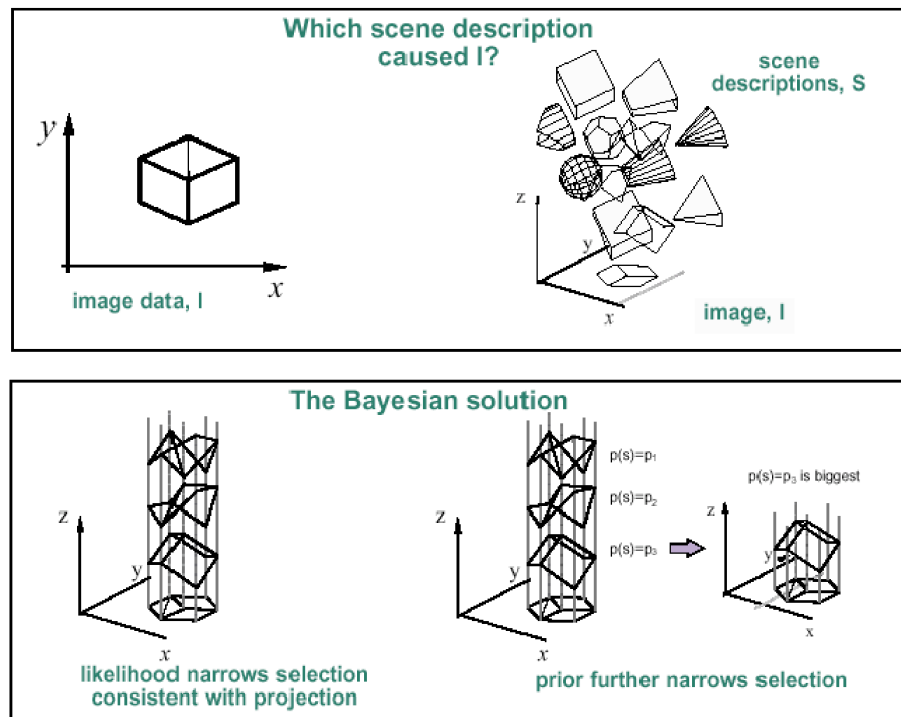 Which scene description
caused I?
y
x
image data, I
scene
descriptions, S
z
y
x
image, I
The Bayesian solution
z
y
x
likelihood narrows selection
consistent with projection
z
y
x
p(s)=p₁
p(s)=p₂
p(s)=p₃
p(s)=p₃ is biggest
z
y
x
prior further narrows selection